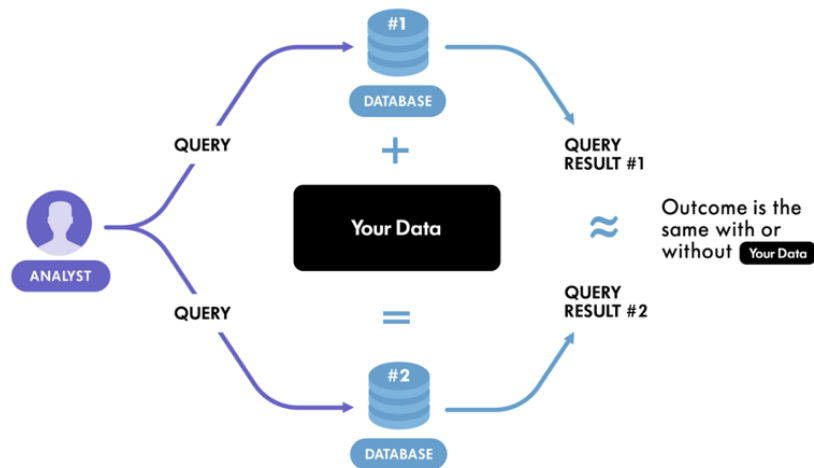 #1
DATABASE
QUERY
+
QUERY
RESULT #1
Your Data
≈
Outcome is the
same with or
without Your Data
ANALYST
QUERY
=
QUERY
RESULT #2
#2
DATABASE